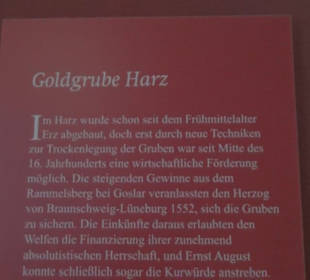 Goldgrube Harz
Im Harz wurde schon seit dem Frühmittelalter
Erz abgebaut, doch erst durch neue Techniken
zur Trockenlegung der Gruben war seit Mitte des
16. Jahrhunderts eine wirtschaftliche Förderung
möglich. Die steigenden Gewinne aus dem
Rammelsberg bei Goslar veranlassten den Herzog
von Braunschweig-Lüneburg 1552, sich die Gruben
zu sichern. Die Einkünfte daraus erlaubten den
Welfen die Finanzierung ihrer zunehmend
absolutistischen Herrschaft, und Ernst August
konnte schließlich sogar die Kurwürde anstreben.